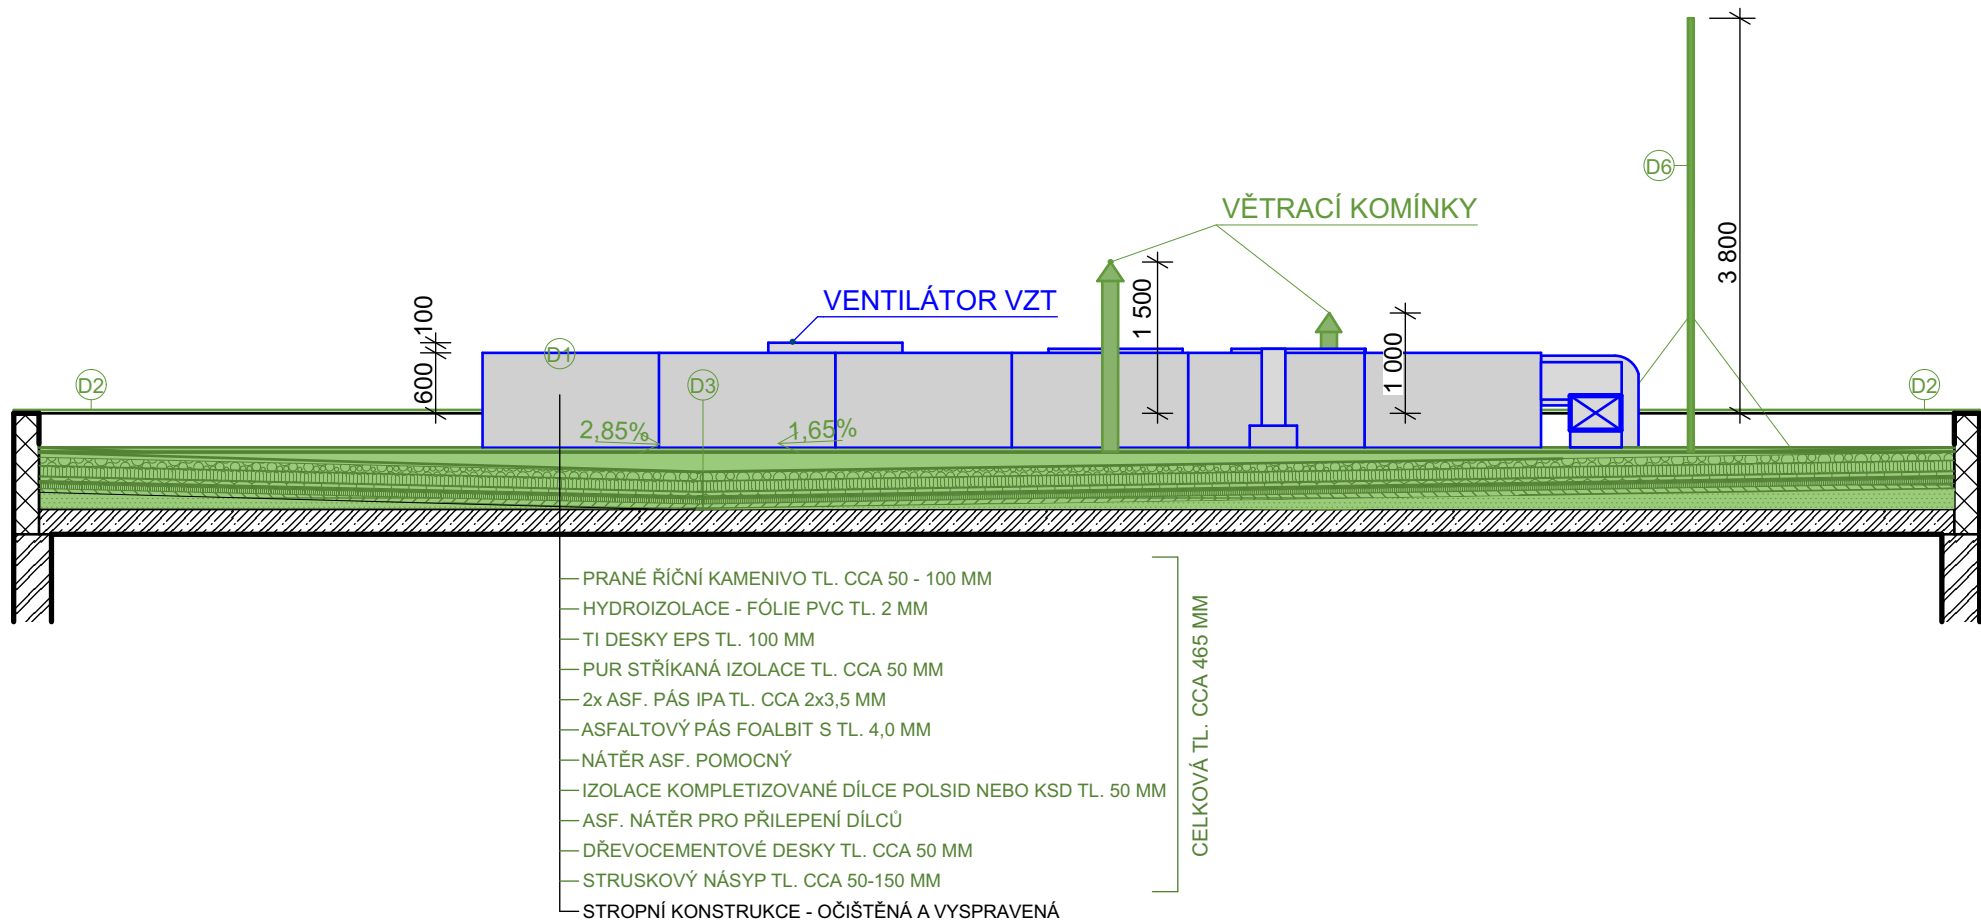 3 800
D6
VĚTRACÍ KOMÍNKY
VENTILÁTOR VZT
1 500
100
1 000
600
D1
D2
D3
D2
2,85%
1,65%
PRANÉ ŘÍČNÍ KAMENIVO TL. CCA 50 - 100 MM
HYDROIZOLACE - FÓLIE PVC TL. 2 MM
TI DESKY EPS TL. 100 MM
PUR STŘÍKANÁ IZOLACE TL. CCA 50 MM
2x ASF. PÁS IPA TL. CCA 2x3,5 MM
ASFALTOVÝ PÁS FOALBIT S TL. 4,0 MM
NÁTĚR ASF. POMOCNÝ
IZOLACE KOMPLETIZOVANÉ DÍLCE POLSID NEBO KSD TL. 50 MM
ASF. NÁTĚR PRO PŘILEPENÍ DÍLCŮ
DŘEVOCEMENTOVÉ DESKY TL. CCA 50 MM
STRUSKOVÝ NÁSYP TL. CCA 50-150 MM
STROPNÍ KONSTRUKCE - OČIŠTĚNÁ A VYSPRAVENÁ
CELKOVÁ TL. CCA 465 MM